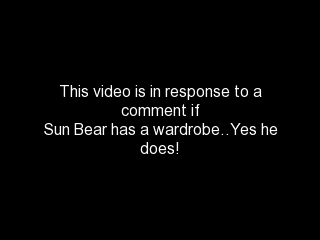 This video is in response to a
comment if
Sun Bear has a wardrobe..Yes he
does!